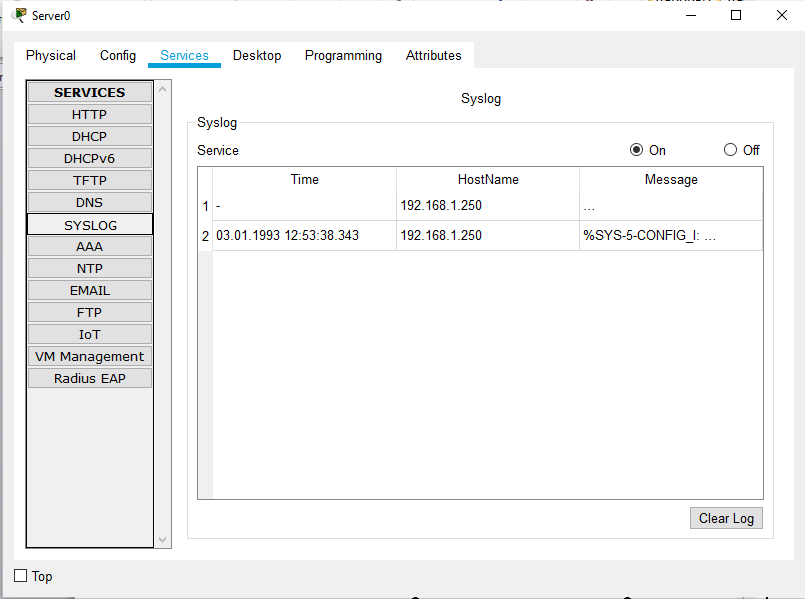 Server0
Physical Config Services Desktop Programming Attributes
SERVICES
HTTP
DHCP
DHCPv6
TFTP
DNS
SYSLOG
AAA
NTP
EMAIL
FTP
IoT
VM Management
Radius EAP
Syslog
Syslog
Service On Off
Time HostName Message
1 - 192.168.1.250 ...
2 03.01.1993 12:53:38.343 192.168.1.250 %SYS-5-CONFIG_I: ...
Clear Log
Top